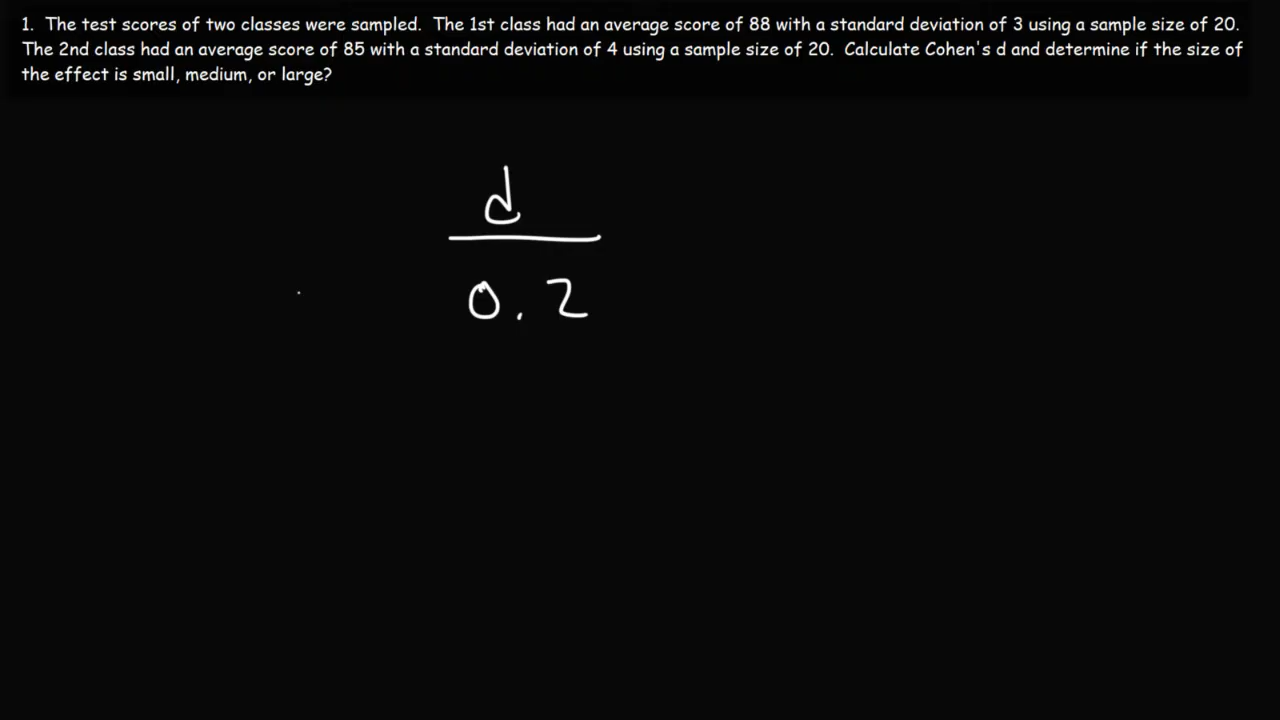 1. The test scores of two classes were sampled. The 1st class had an average score of 88 with a standard deviation of 3 using a sample size of 20.
The 2nd class had an average score of 85 with a standard deviation of 4 using a sample size of 20. Calculate Cohen's d and determine if the size of
the effect is small, medium, or large?
d
0.2